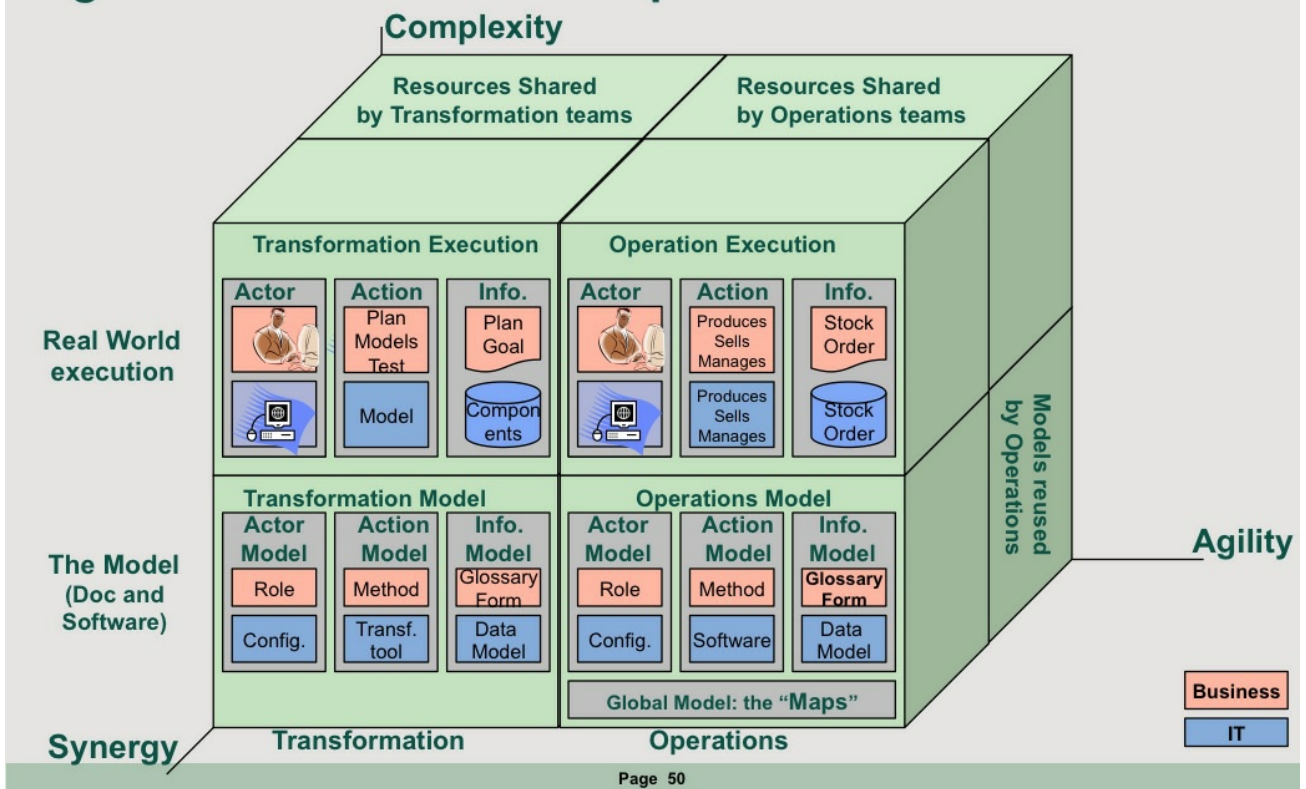 Complexity
Resources Shared
by Transformation teams
Resources Shared
by Operations teams
Transformation Execution
Operation Execution
Actor
Action
Info.
Actor
Action
Info.
Real World
execution
Plan
Models
Test
Plan
Goal
Produces
Sells
Manages
Stock
Order
Model
Compon
ents
Produces
Sells
Manages
Stock
Order
Models reused
by Operations
Transformation Model
Operations Model
Actor
Model
Action
Model
Info.
Model
Actor
Model
Action
Model
Info.
Model
Agility
The Model
(Doc and
Software)
Role
Method
Glossary
Form
Role
Method
Glossary
Form
Config.
Transf.
tool
Data
Model
Config.
Software
Data
Model
Global Model: the “Maps”
Business
IT
Synergy
Transformation
Operations
Page 50